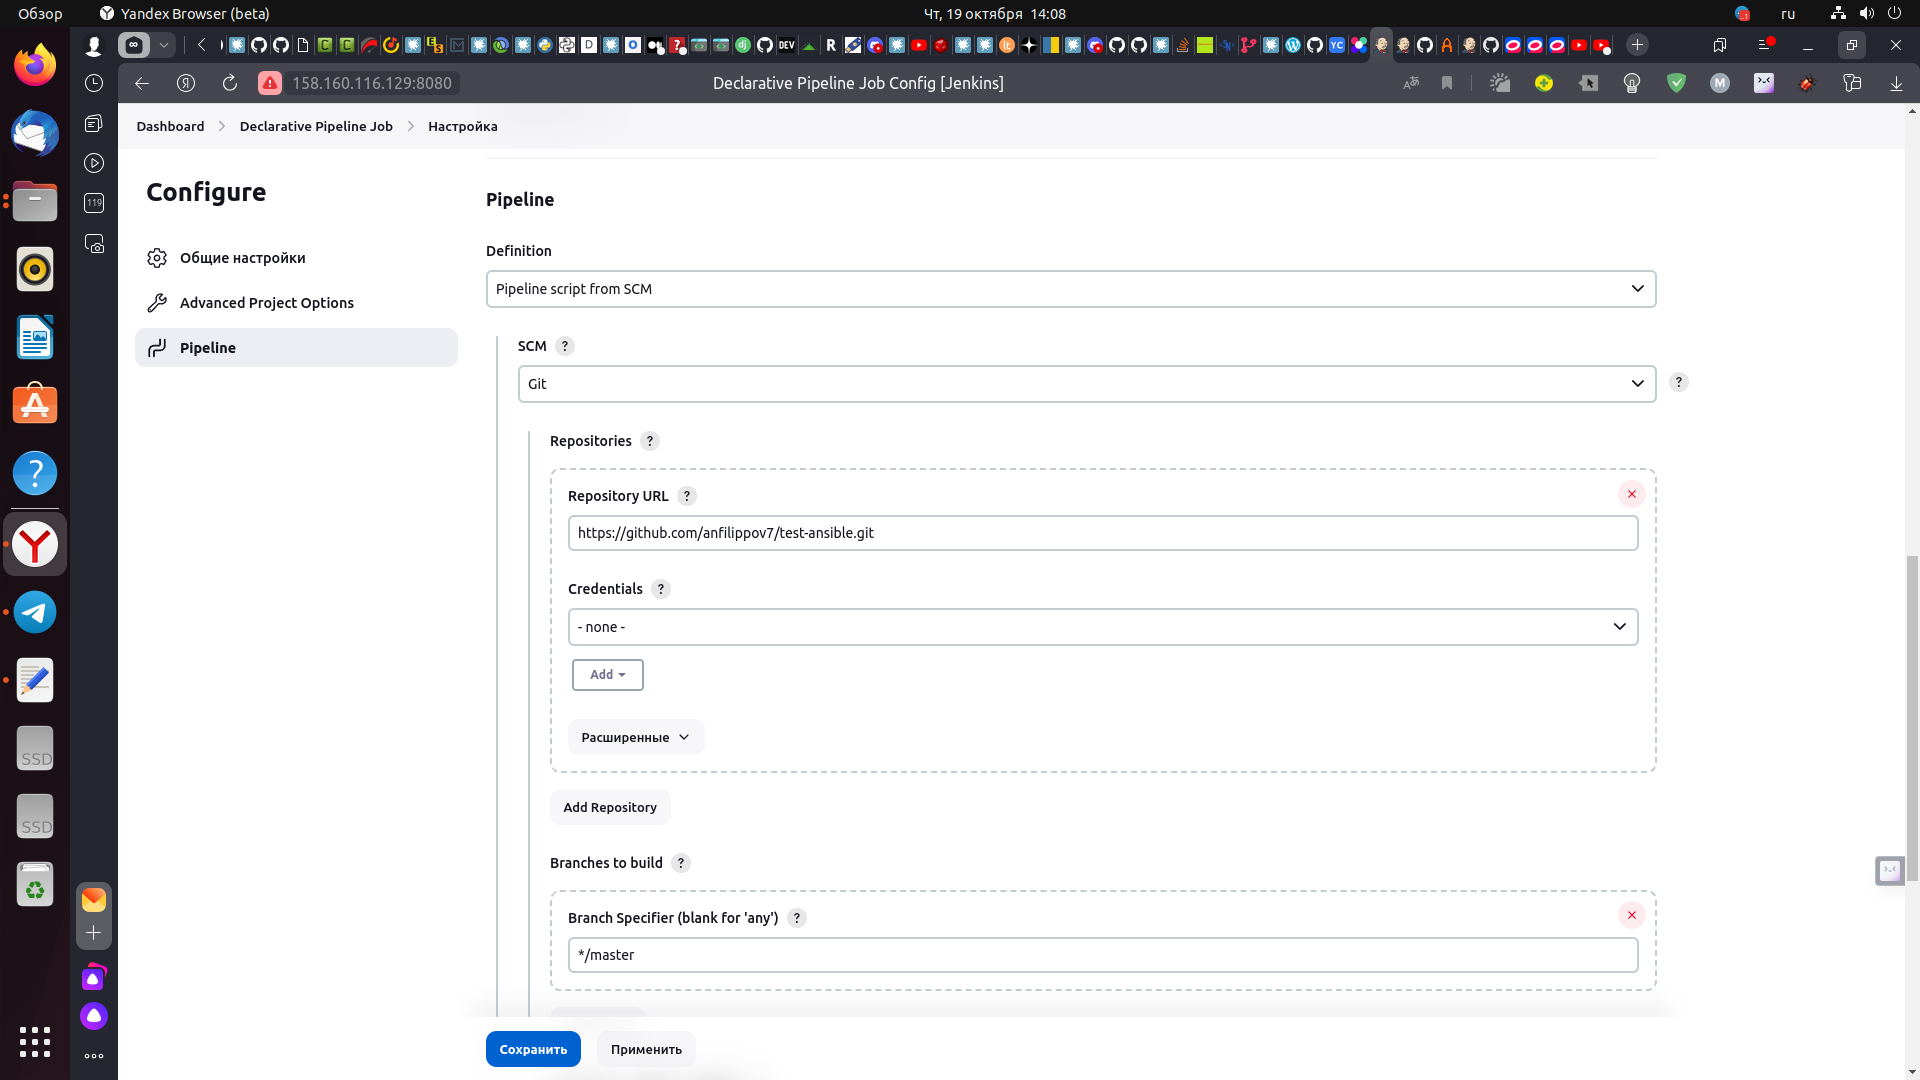 Обзор
Yandex Browser (beta)
Чт, 19 октября 14:08
ru
158.160.116.129:8080
Declarative Pipeline Job Config [Jenkins]
Dashboard
Declarative Pipeline Job
Настройка
119
Configure
Общие настройки
Advanced Project Options
Pipeline
Pipeline
Definition
Pipeline script from SCM
SCM ?
Git
?
Repositories ?
Repository URL ?
https://github.com/anfilippov7/test-ansible.git
Credentials ?
- none -
Add
Расширенные
Add Repository
Branches to build ?
Branch Specifier (blank for 'any') ?
*/master
Сохранить
Применить
SSD
SSD